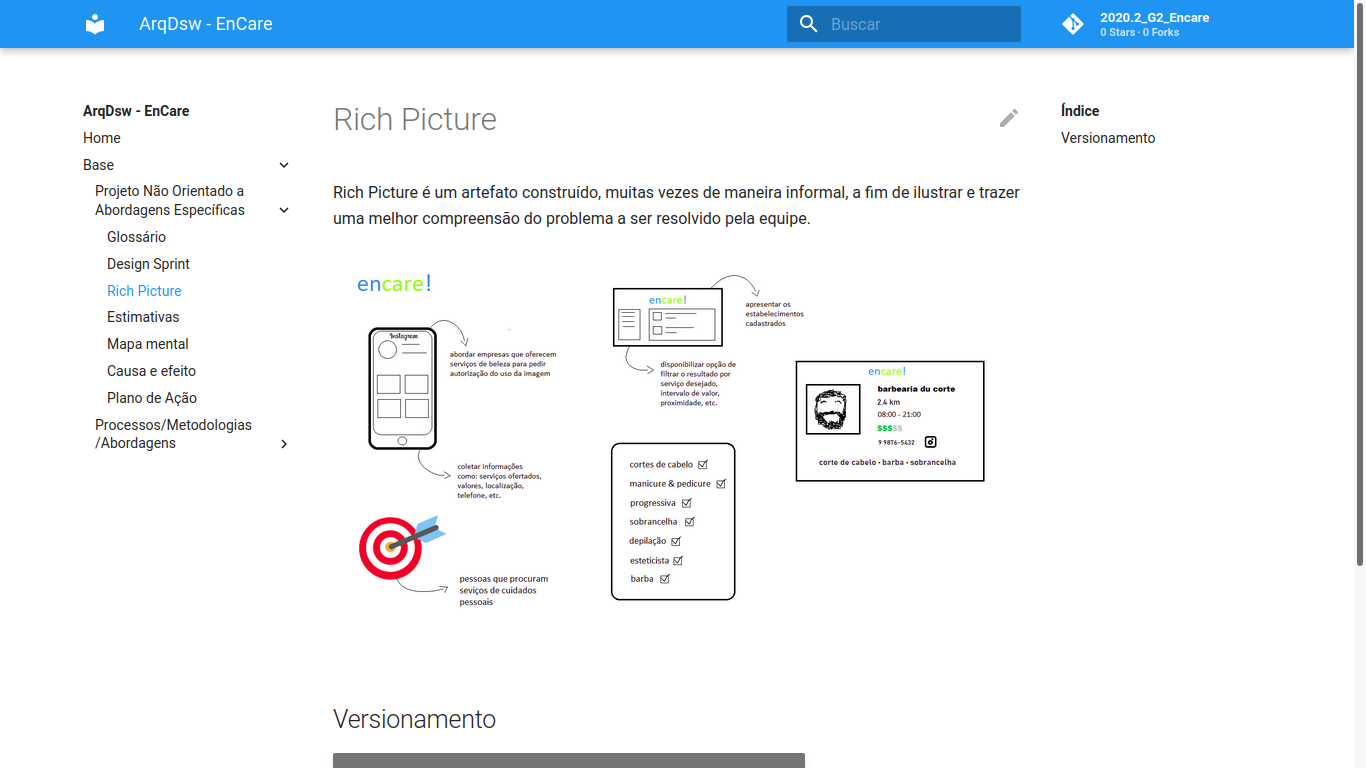 ArqDsw - EnCare
Buscar
2020.2_G2_Encare
0 Stars · 0 Forks
ArqDsw - EnCare
Home
Base
Projeto Não Orientado a
Abordagens Específicas
Glossário
Design Sprint
Rich Picture
Estimativas
Mapa mental
Causa e efeito
Plano de Ação
Processos/Metodologias
/Abordagens
Rich Picture
Rich Picture é um artefato construído, muitas vezes de maneira informal, a fim de ilustrar e trazer
uma melhor compreensão do problema a ser resolvido pela equipe.
encare!
Instagram
abordar empresas que oferecem
serviços de beleza para pedir
autorização do uso da imagem
coletar informações
como: serviços ofertados,
valores, localização,
telefone, etc.
pessoas que procuram
seviços de cuidados
pessoais
encare!
apresentar os
estabelecimentos
cadastrados
disponibilizar opção de
filtrar o resultado por
serviço desejado,
intervalo de valor,
proximidade, etc.
cortes de cabelo
manicure & pedicure
progressiva
sobrancelha
depilação
esteticista
barba
encare!
barbearia du corte
2.4 km
08:00 - 21:00
$$$$$
9 9876-5432
corte de cabelo • barba • sobrancelha
Versionamento
Índice
Versionamento